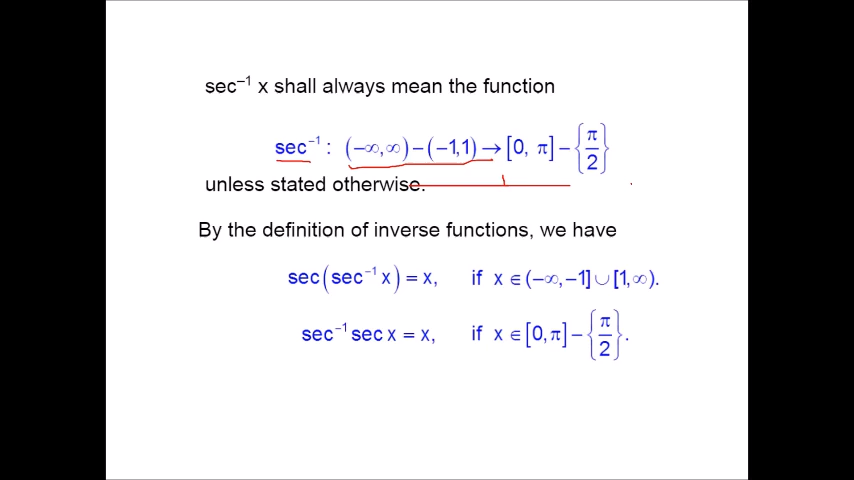 sec⁻¹ x shall always mean the function
sec⁻¹ : (−∞,∞) − (−1,1) → [0, π] − {π/2}
unless stated otherwise.
By the definition of inverse functions, we have
sec(sec⁻¹ x) = x, if x ∈ (−∞, −1] ∪ [1, ∞).
sec⁻¹ sec x = x, if x ∈ [0, π] − {π/2}.